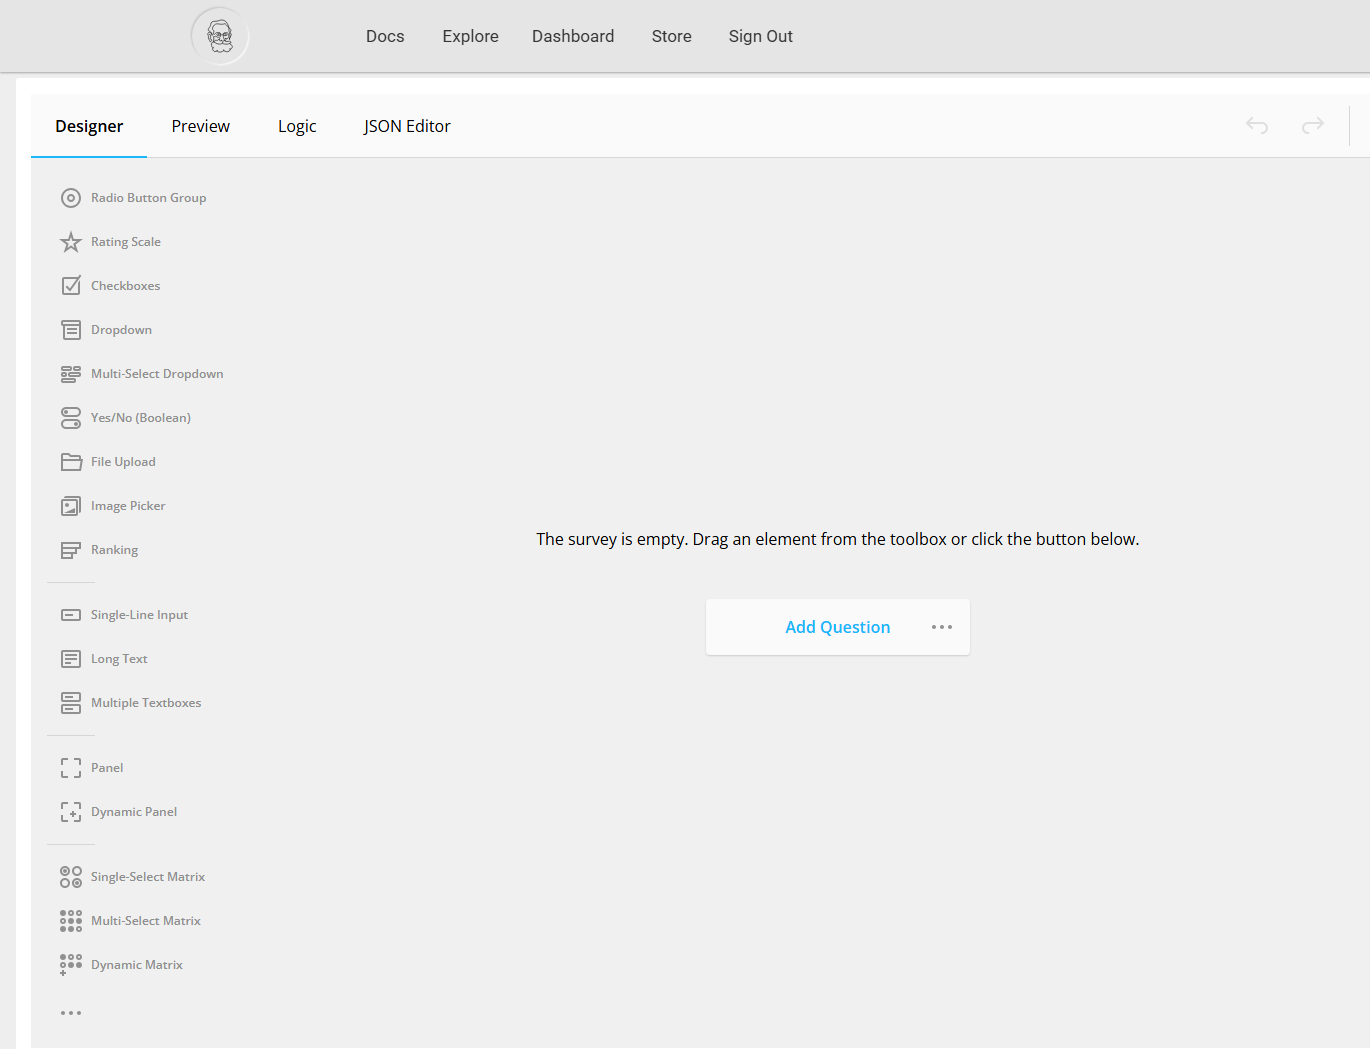 Docs Explore Dashboard Store Sign Out
Designer Preview Logic JSON Editor
Radio Button Group
Rating Scale
Checkboxes
Dropdown
Multi-Select Dropdown
Yes/No (Boolean)
File Upload
Image Picker
Ranking
Single-Line Input
Long Text
Multiple Textboxes
Panel
Dynamic Panel
Single-Select Matrix
Multi-Select Matrix
Dynamic Matrix
The survey is empty. Drag an element from the toolbox or click the button below.
Add Question